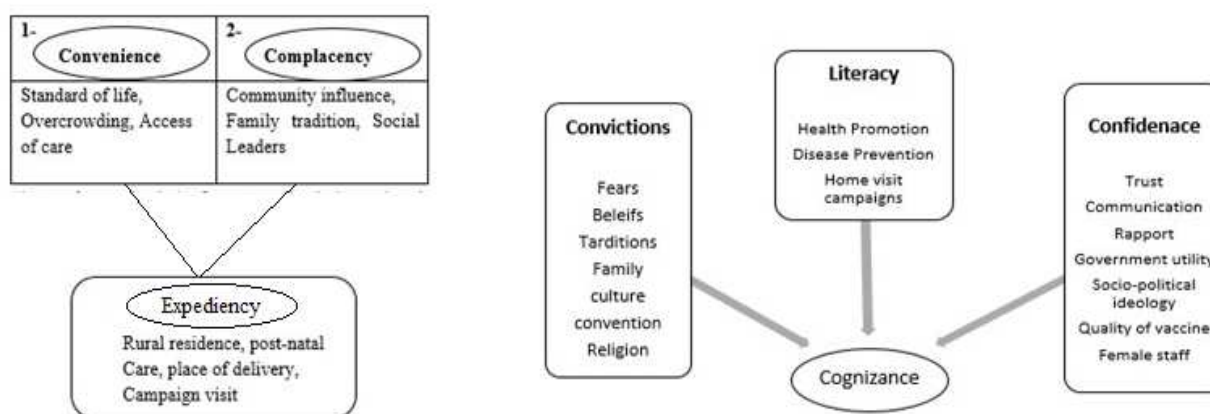 1-
Convenience
2-
Complacency
Standard of life,
Overcrowding, Access
of care
Community influence,
Family tradition, Social
Leaders
Expediency
Rural residence, post-natal
Care, place of delivery,
Campaign visit
Convictions
Fears
Beleifs
Tarditions
Family
culture
convention
Religion
Literacy
Health Promotion
Disease Prevention
Home visit
campaigns
Confidenace
Trust
Communication
Rapport
Government utility
Socio-political
ideology
Quality of vaccine
Female staff
Cognizance